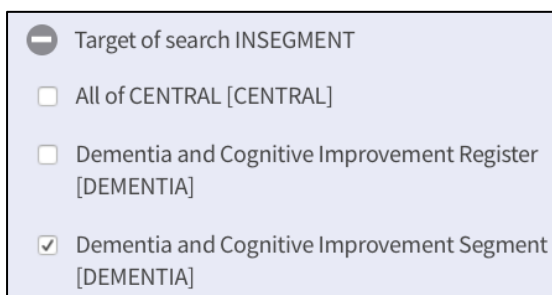 Target of search INSEGMENT
All of CENTRAL [CENTRAL]
Dementia and Cognitive Improvement Register
[DEMENTIA]
Dementia and Cognitive Improvement Segment
[DEMENTIA]